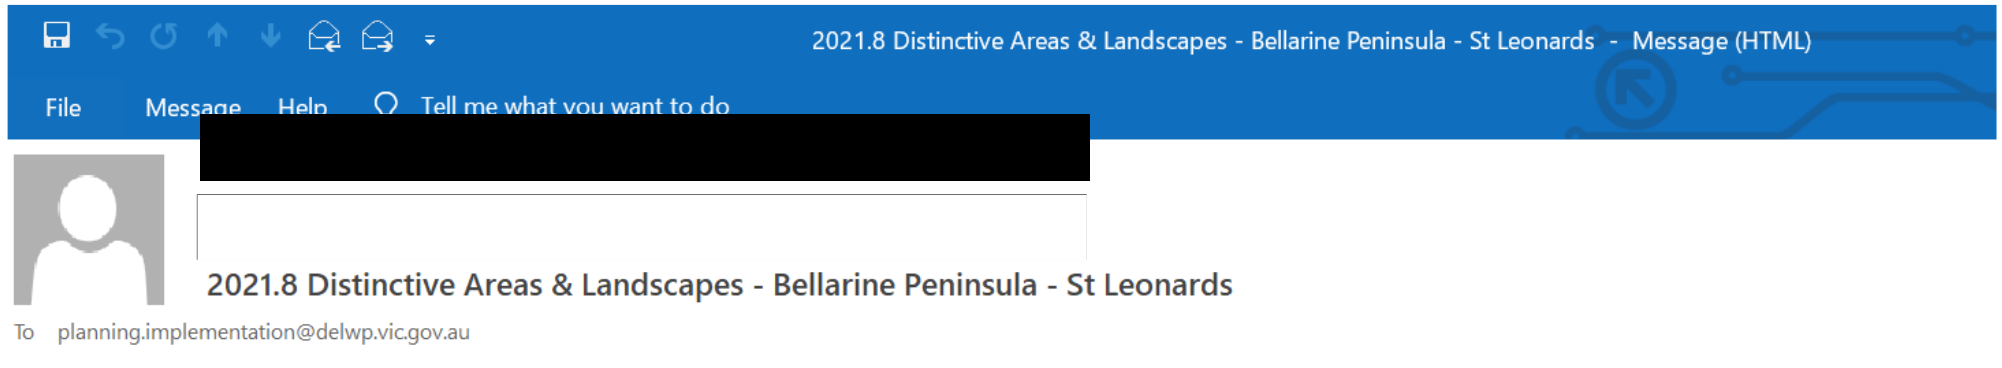 2021.8 Distinctive Areas & Landscapes - Bellarine Peninsula - St Leonards - Message (HTML)
File Message Help Tell me what you want to do
2021.8 Distinctive Areas & Landscapes - Bellarine Peninsula - St Leonards
To planning.implementation@delwp.vic.gov.au